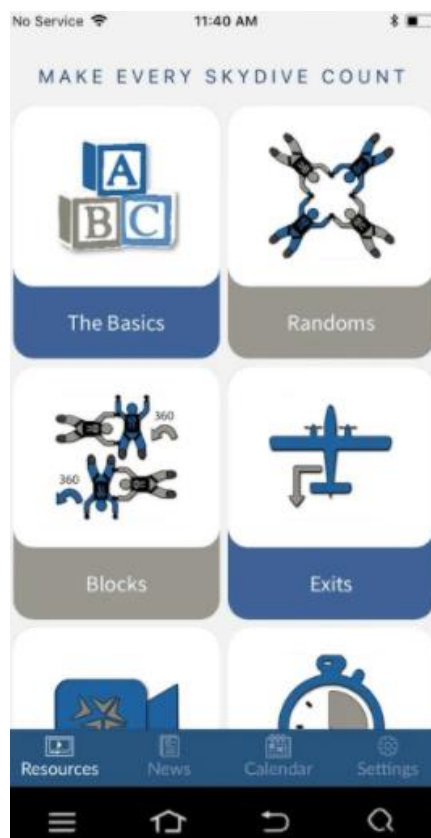 No Service 11:40 AM
MAKE EVERY SKYDIVE COUNT
A
B C
The Basics
Randoms
360
360
Blocks
Exits
Resources News Calendar Settings